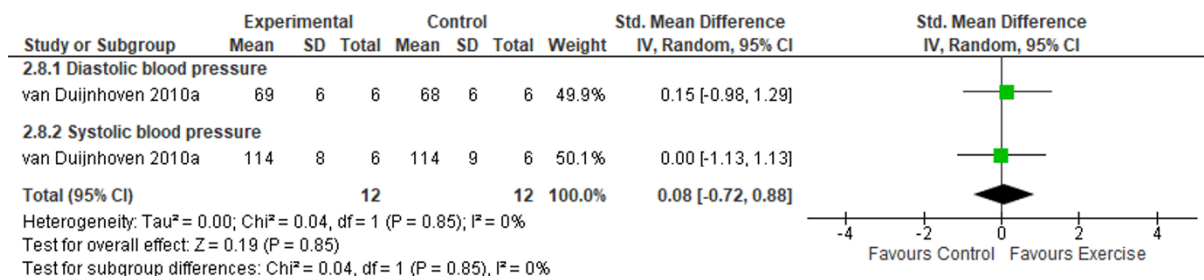 Experimental Control Std. Mean Difference Std. Mean Difference
Study or Subgroup Mean SD Total Mean SD Total Weight IV, Random, 95% CI IV, Random, 95% CI
2.8.1 Diastolic blood pressure
van Duijnhoven 2010a 69 6 6 68 6 6 49.9% 0.15 [-0.98, 1.29]
2.8.2 Systolic blood pressure
van Duijnhoven 2010a 114 8 6 114 9 6 50.1% 0.00 [-1.13, 1.13]
Total (95% CI) 12 12 100.0% 0.08 [-0.72, 0.88]
Heterogeneity: Tau² = 0.00; Chi² = 0.04, df = 1 (P = 0.85); I² = 0%
Test for overall effect: Z = 0.19 (P = 0.85)
Test for subgroup differences: Chi² = 0.04, df = 1 (P = 0.85), I² = 0%
-4 -2 0 2 4
Favours Control Favours Exercise